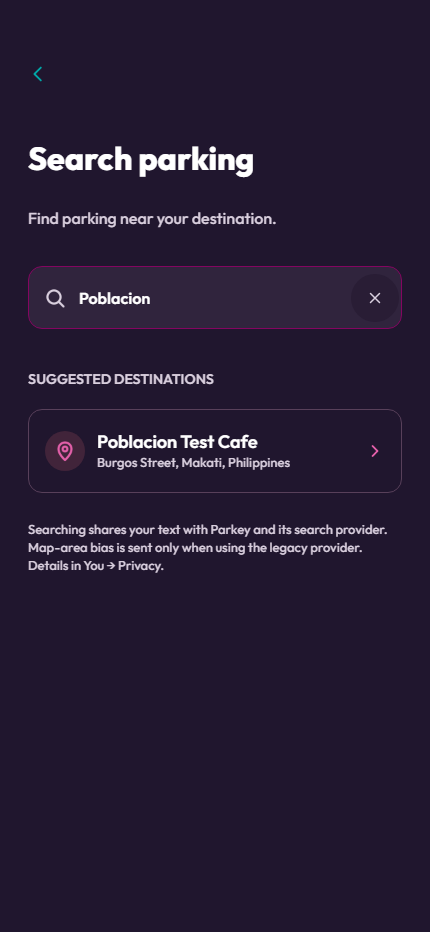 Search parking
Find parking near your destination.
Poblacion
SUGGESTED DESTINATIONS
Poblacion Test Cafe
Burgos Street, Makati, Philippines
Searching shares your text with Parkey and its search provider.
Map-area bias is sent only when using the legacy provider.
Details in You → Privacy.